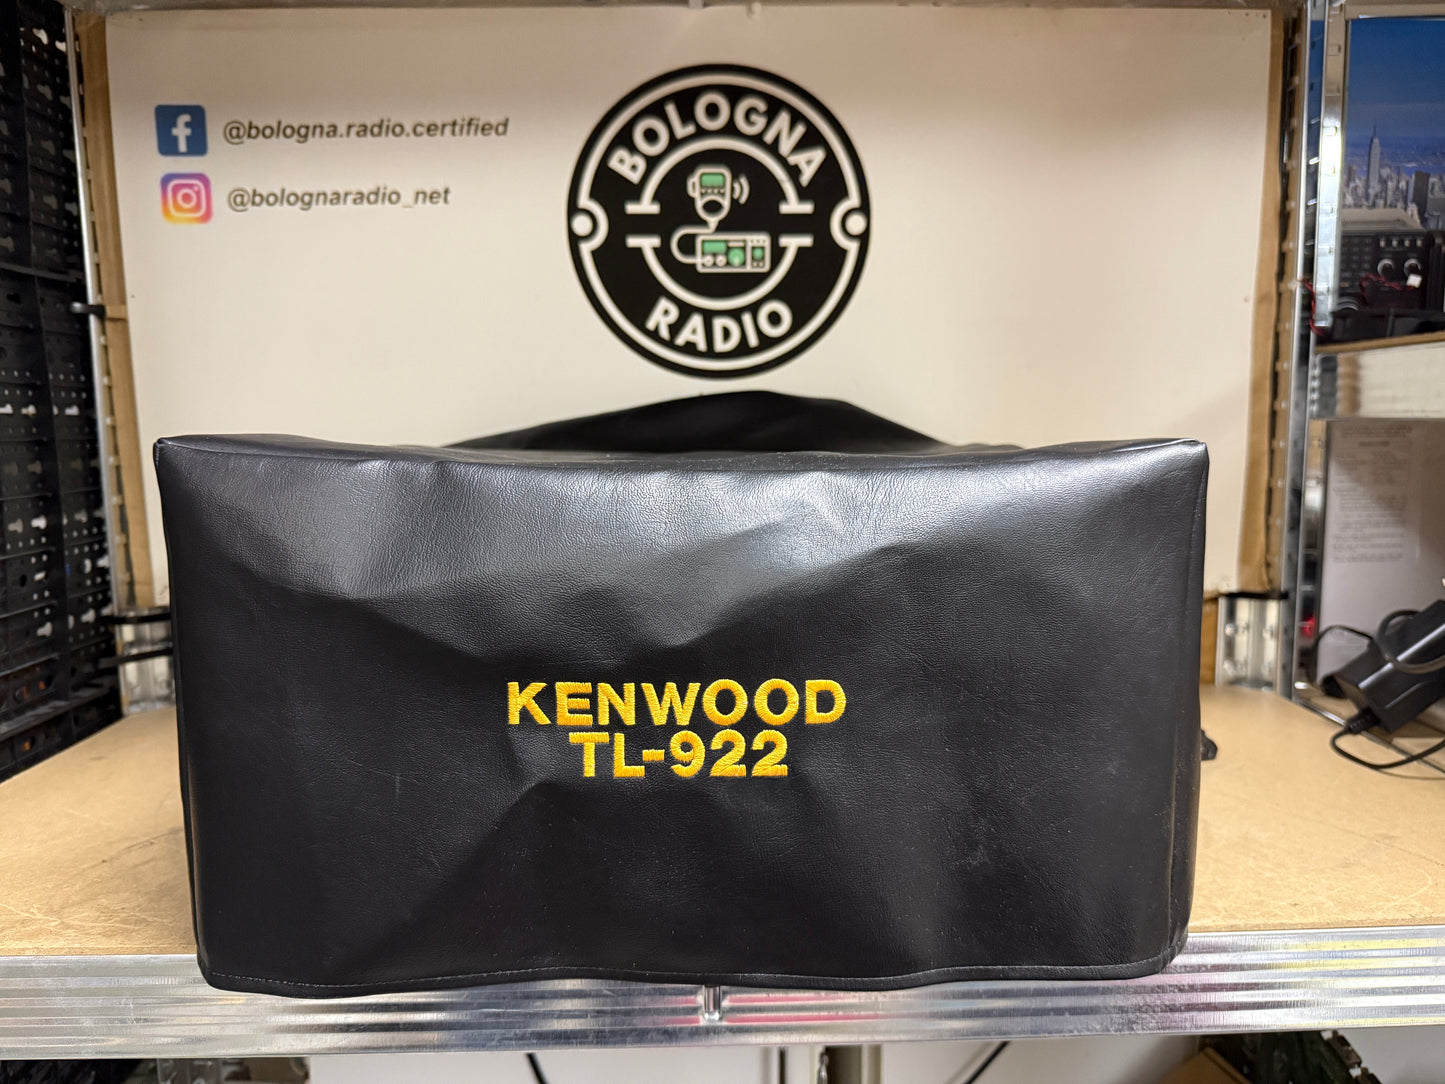 @bologna.radio.certified
@bolognaradio_net
BOLOGNA
RADIO
KENWOOD
TL-922